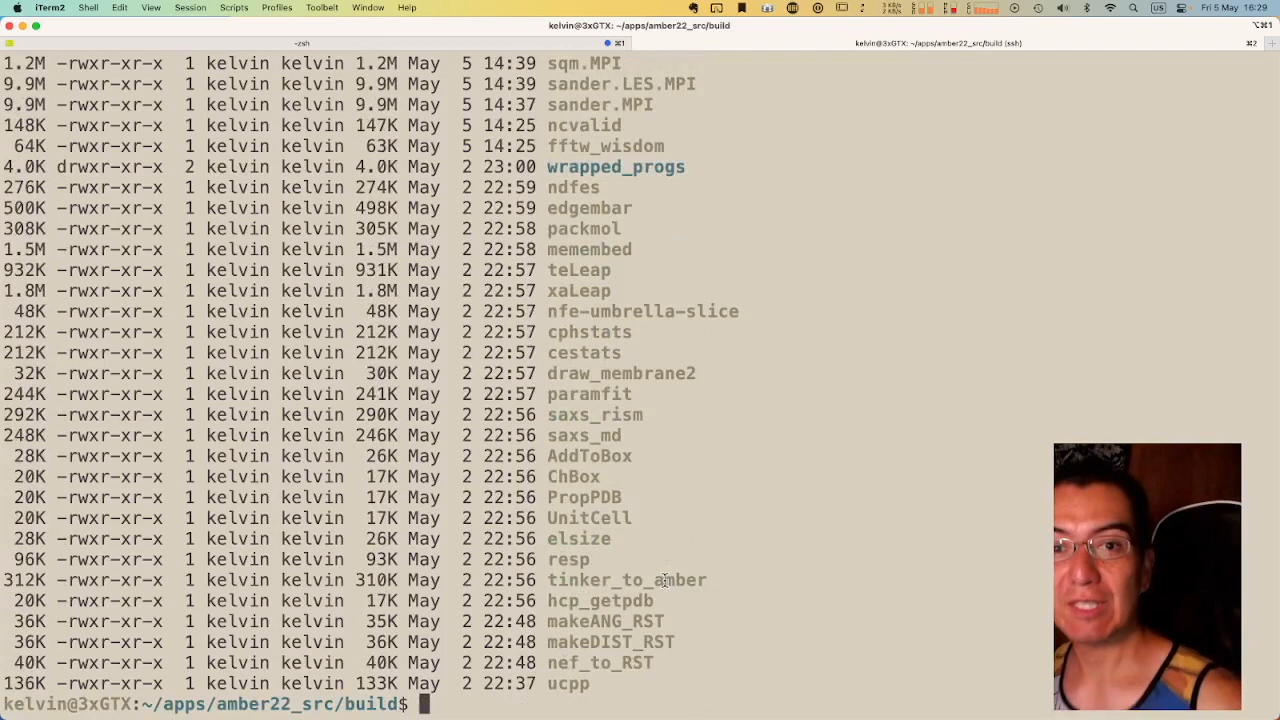 iTerm2 Shell Edit View Session Scripts Profiles Window Help 3 KB/s 2 KB/s US Fri 5 May 16:29
kelvin@3xGTX: ~/apps/amber22_src/build ⌥⌘1
-zsh ⌘1 kelvin@3xGTX: ~/apps/amber22_src/build (ssh) ⌘2
1.2M -rwxr-xr-x 1 kelvin kelvin 1.2M May 5 14:39 sqm.MPI
9.9M -rwxr-xr-x 1 kelvin kelvin 9.9M May 5 14:39 sander.LES.MPI
9.9M -rwxr-xr-x 1 kelvin kelvin 9.9M May 5 14:37 sander.MPI
148K -rwxr-xr-x 1 kelvin kelvin 147K May 5 14:25 ncvalid
64K -rwxr-xr-x 1 kelvin kelvin 63K May 5 14:25 fftw_wisdom
4.0K drwxr-xr-x 2 kelvin kelvin 4.0K May 2 23:00 wrapped_progs
276K -rwxr-xr-x 1 kelvin kelvin 274K May 2 22:59 ndfes
500K -rwxr-xr-x 1 kelvin kelvin 498K May 2 22:59 edgembar
308K -rwxr-xr-x 1 kelvin kelvin 305K May 2 22:58 packmol
1.5M -rwxr-xr-x 1 kelvin kelvin 1.5M May 2 22:58 memembed
932K -rwxr-xr-x 1 kelvin kelvin 931K May 2 22:57 teLeap
1.8M -rwxr-xr-x 1 kelvin kelvin 1.8M May 2 22:57 xaLeap
48K -rwxr-xr-x 1 kelvin kelvin 48K May 2 22:57 nfe-umbrella-slice
212K -rwxr-xr-x 1 kelvin kelvin 212K May 2 22:57 cphstats
212K -rwxr-xr-x 1 kelvin kelvin 212K May 2 22:57 cestats
32K -rwxr-xr-x 1 kelvin kelvin 30K May 2 22:57 draw_membrane2
244K -rwxr-xr-x 1 kelvin kelvin 241K May 2 22:57 paramfit
292K -rwxr-xr-x 1 kelvin kelvin 290K May 2 22:56 saxs_rism
248K -rwxr-xr-x 1 kelvin kelvin 246K May 2 22:56 saxs_md
28K -rwxr-xr-x 1 kelvin kelvin 26K May 2 22:56 AddToBox
20K -rwxr-xr-x 1 kelvin kelvin 17K May 2 22:56 ChBox
20K -rwxr-xr-x 1 kelvin kelvin 17K May 2 22:56 PropPDB
20K -rwxr-xr-x 1 kelvin kelvin 17K May 2 22:56 UnitCell
28K -rwxr-xr-x 1 kelvin kelvin 26K May 2 22:56 elsize
96K -rwxr-xr-x 1 kelvin kelvin 93K May 2 22:56 resp
312K -rwxr-xr-x 1 kelvin kelvin 310K May 2 22:56 tinker_to_amber
20K -rwxr-xr-x 1 kelvin kelvin 17K May 2 22:56 hcp_getpdb
36K -rwxr-xr-x 1 kelvin kelvin 35K May 2 22:48 makeANG_RST
36K -rwxr-xr-x 1 kelvin kelvin 36K May 2 22:48 makeDIST_RST
40K -rwxr-xr-x 1 kelvin kelvin 40K May 2 22:48 nef_to_RST
136K -rwxr-xr-x 1 kelvin kelvin 133K May 2 22:37 ucpp
kelvin@3xGTX:~/apps/amber22_src/build$